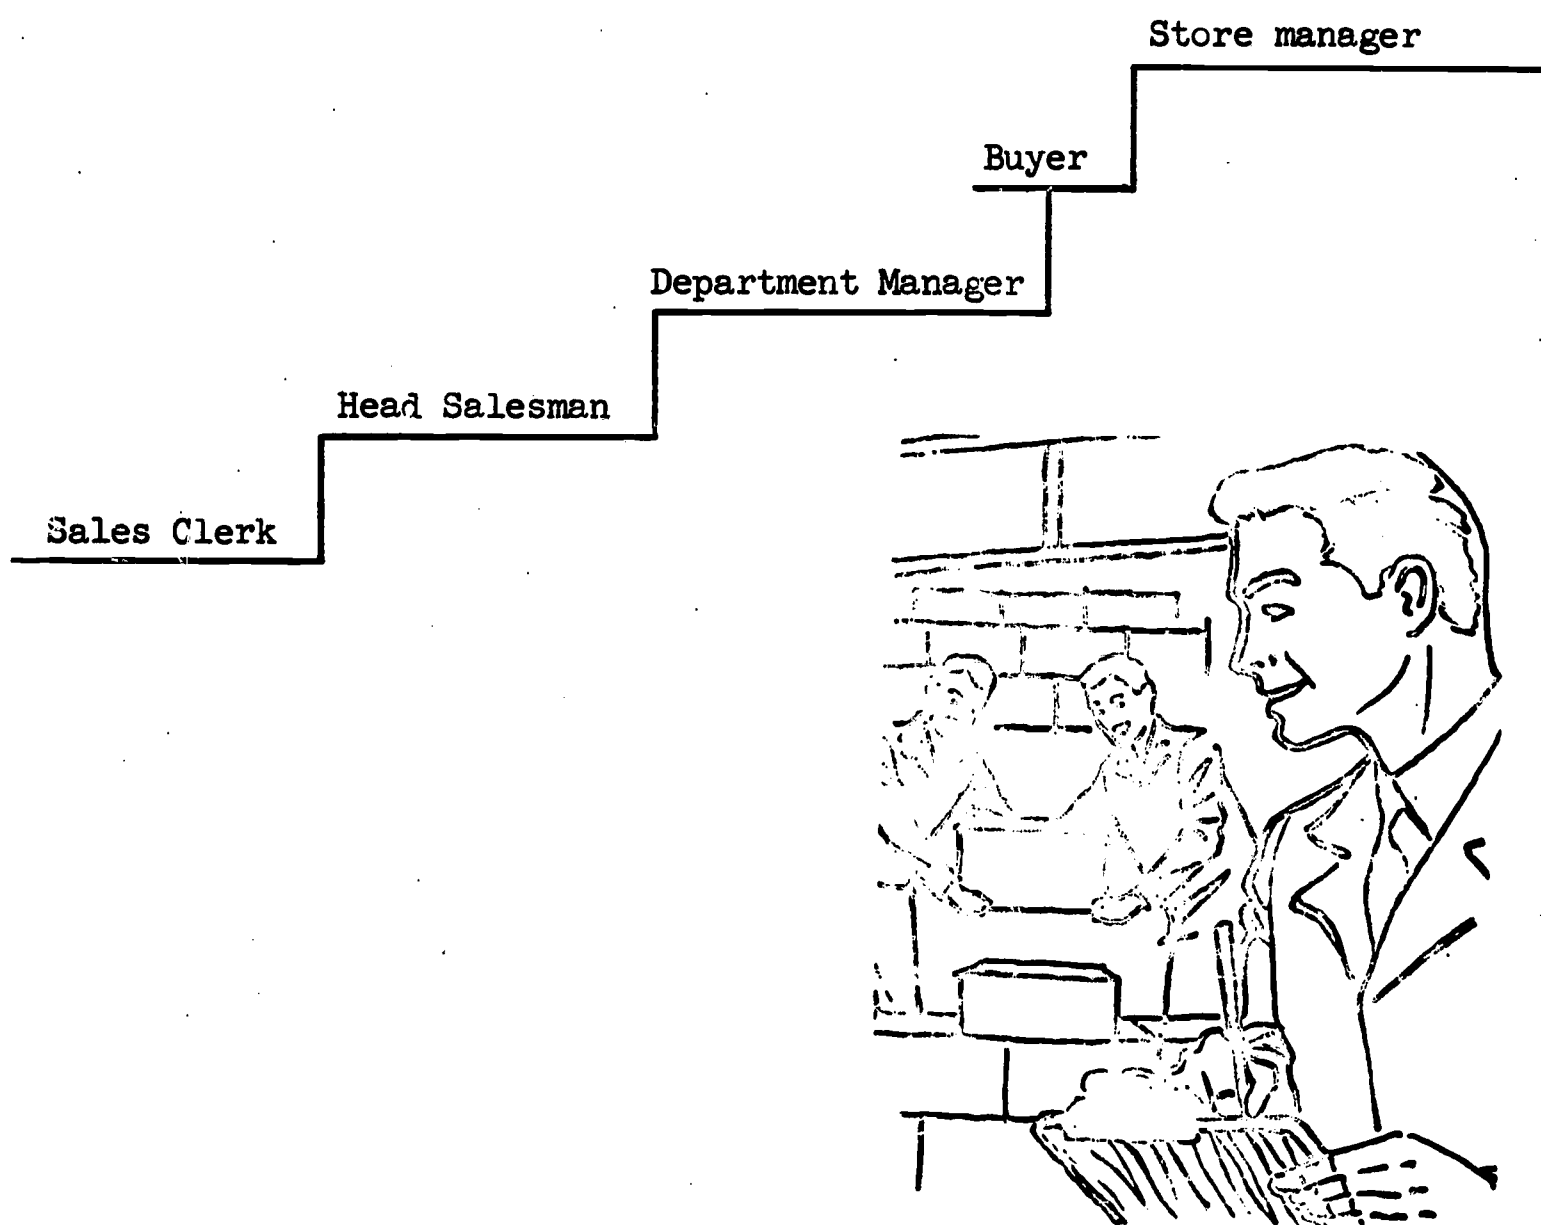 Store manager
Buyer
Department Manager
Head Salesman
Sales Clerk